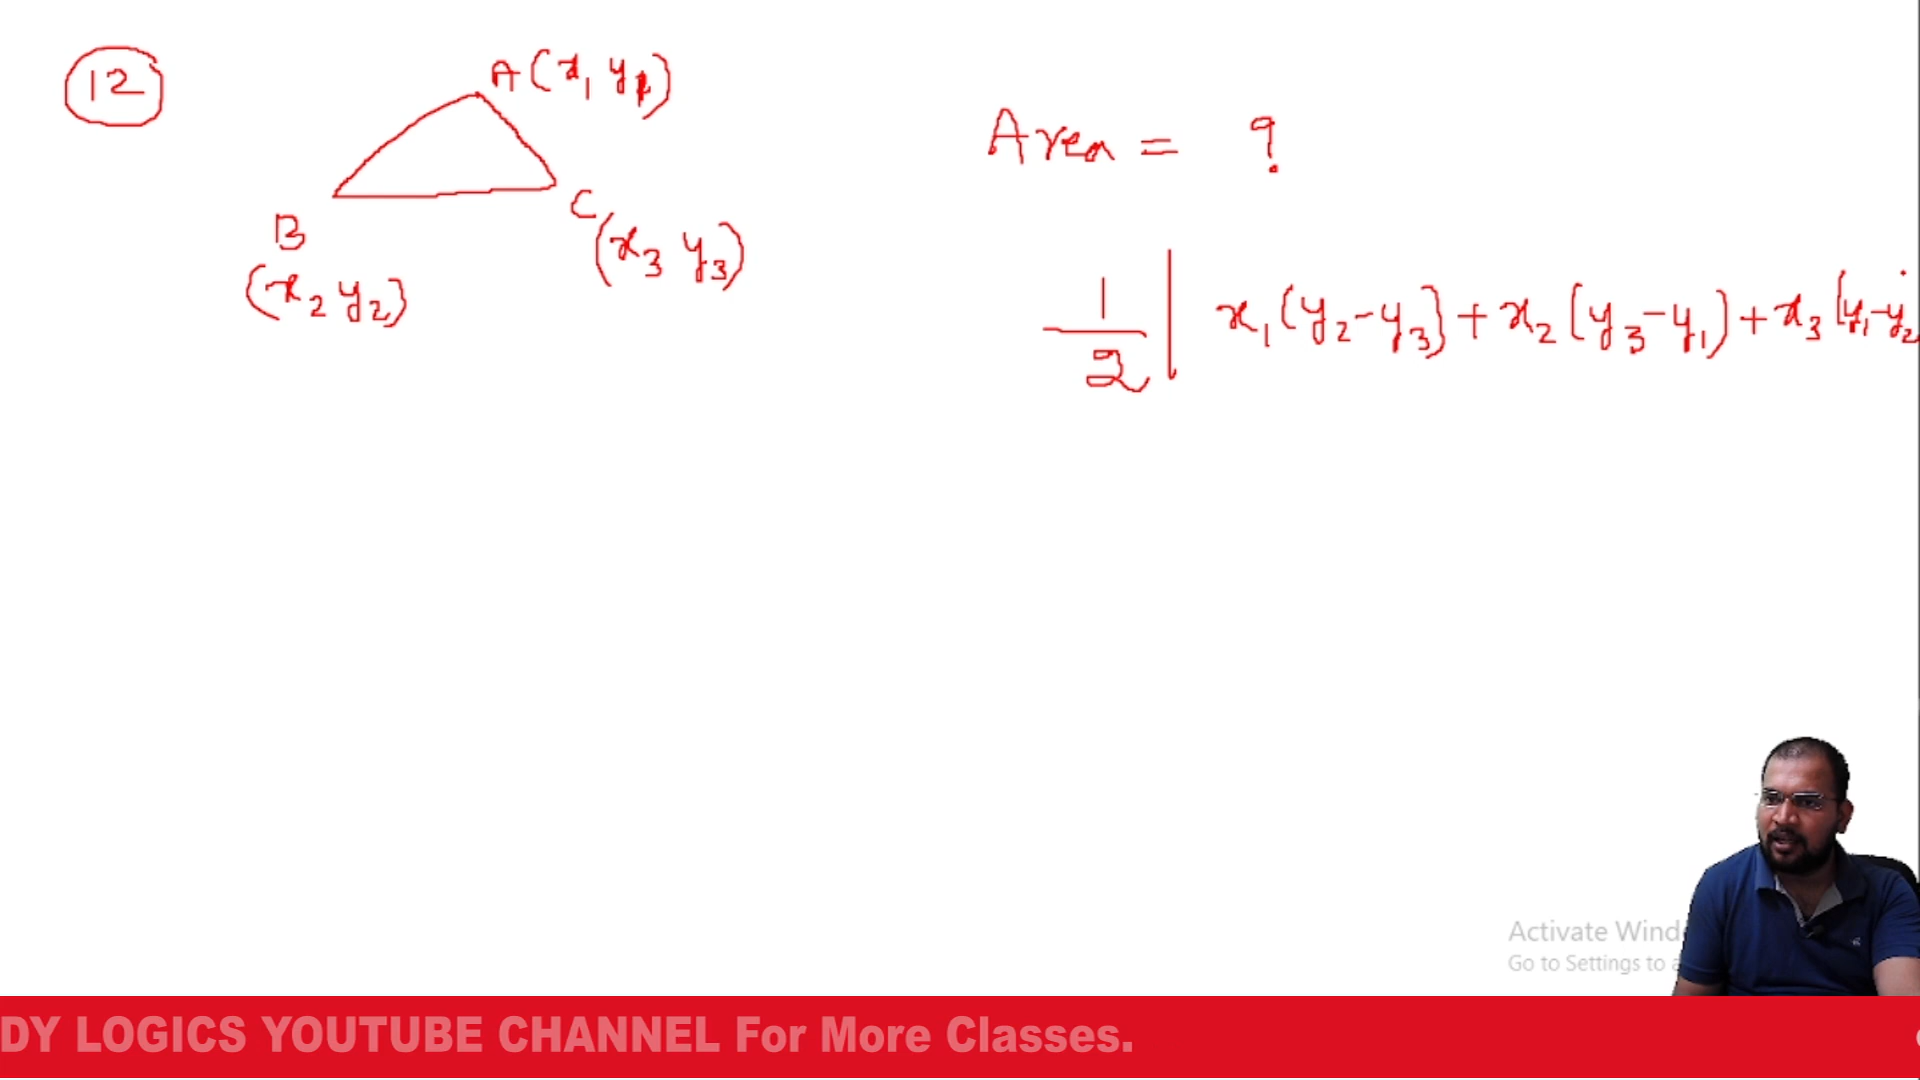 12
A(x₁ y₁)
B
(x₂ y₂)
C
(x₃ y₃)
Area = ?
1/2 | x₁(y₂-y₃)+x₂(y₃-y₁)+x₃(y₁-y₂
Activate Wind
Go to Settings to a
DY LOGICS YOUTUBE CHANNEL For More Classes.